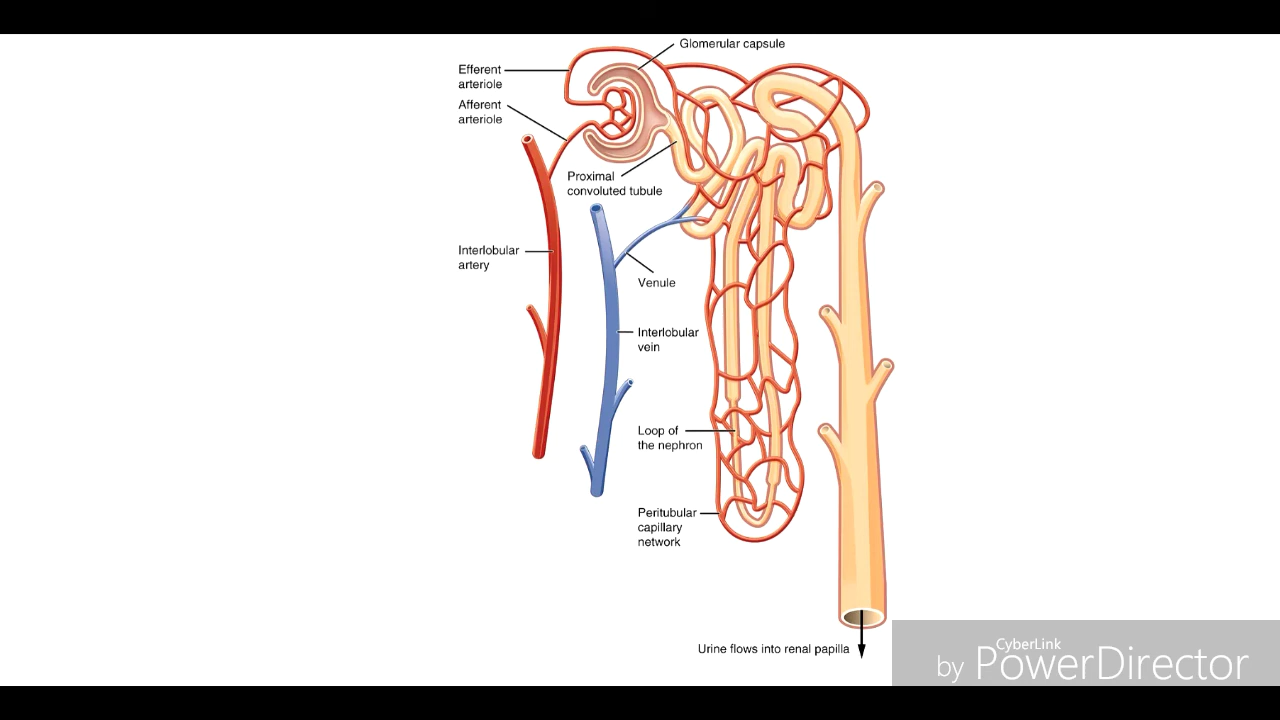 Glomerular capsule
Efferent
arteriole
Afferent
arteriole
Proximal
convoluted tubule
Interlobular
artery
Venule
Interlobular
vein
Loop of
the nephron
Peritubular
capillary
network
Urine flows into renal papilla
CyberLink
by PowerDirector